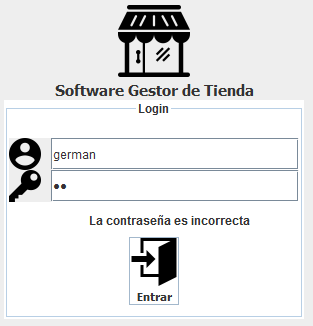 Software Gestor de Tienda
Login
german
●●
La contraseña es incorrecta
Entrar